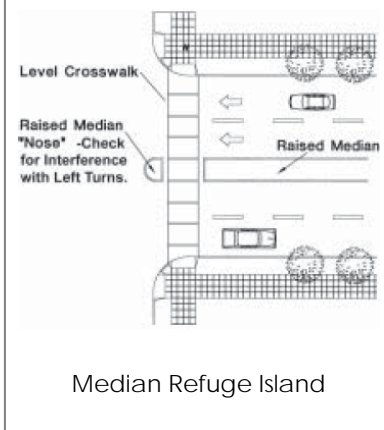 Level Crosswalk
Raised Median
"Nose" -Check
for Interference
with Left Turns.
Raised Median
Median Refuge Island